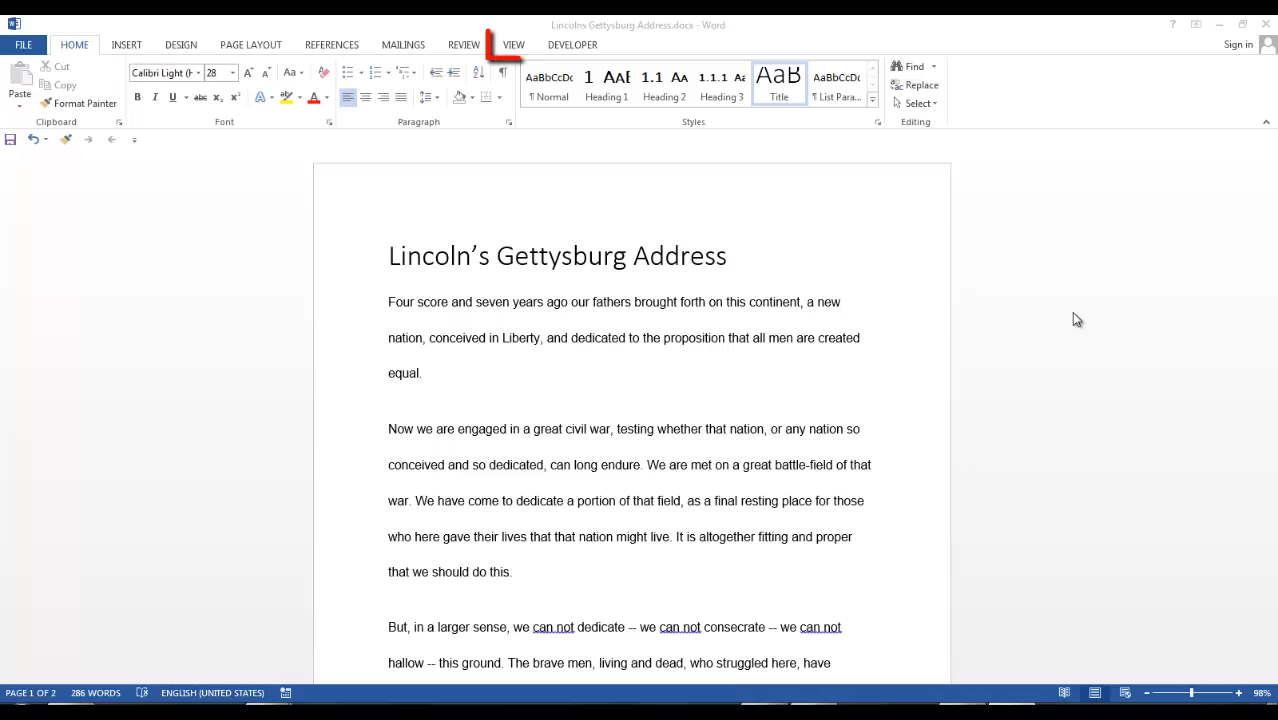 Lincolns Gettysburg Address.docx - Word
FILE HOME INSERT DESIGN PAGE LAYOUT REFERENCES MAILINGS REVIEW VIEW DEVELOPER Sign in
Paste
Cut
Copy
Format Painter
Clipboard
Calibri Light (H 28
Font
Paragraph
AaBbCcDc 1 AaE 1.1 Aa 1.1.1 Aa AaB AaBbCcDc
¶ Normal Heading 1 Heading 2 Heading 3 Title ¶ List Para...
Styles
Find
Replace
Select
Editing
Lincoln’s Gettysburg Address
Four score and seven years ago our fathers brought forth on this continent, a new
nation, conceived in Liberty, and dedicated to the proposition that all men are created
equal.
Now we are engaged in a great civil war, testing whether that nation, or any nation so
conceived and so dedicated, can long endure. We are met on a great battle-field of that
war. We have come to dedicate a portion of that field, as a final resting place for those
who here gave their lives that that nation might live. It is altogether fitting and proper
that we should do this.
But, in a larger sense, we can not dedicate -- we can not consecrate -- we can not
hallow -- this ground. The brave men, living and dead, who struggled here, have
PAGE 1 OF 2 286 WORDS ENGLISH (UNITED STATES) 98%